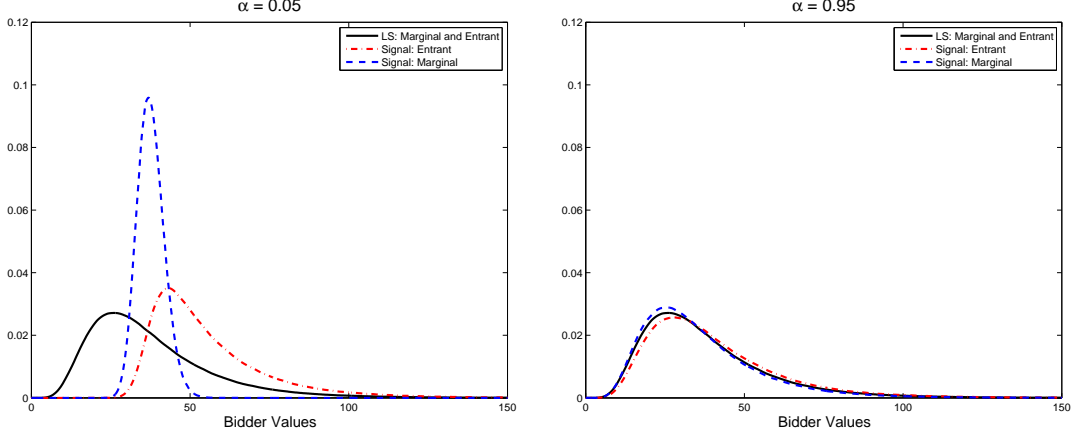 α = 0.05
0.12
0.1
0.08
0.06
0.04
0.02
0
0
50
100
150
Bidder Values
LS: Marginal and Entrant
Signal: Entrant
Signal: Marginal
α = 0.95
0.12
0.1
0.08
0.06
0.04
0.02
0
0
50
100
150
Bidder Values
LS: Marginal and Entrant
Signal: Entrant
Signal: Marginal